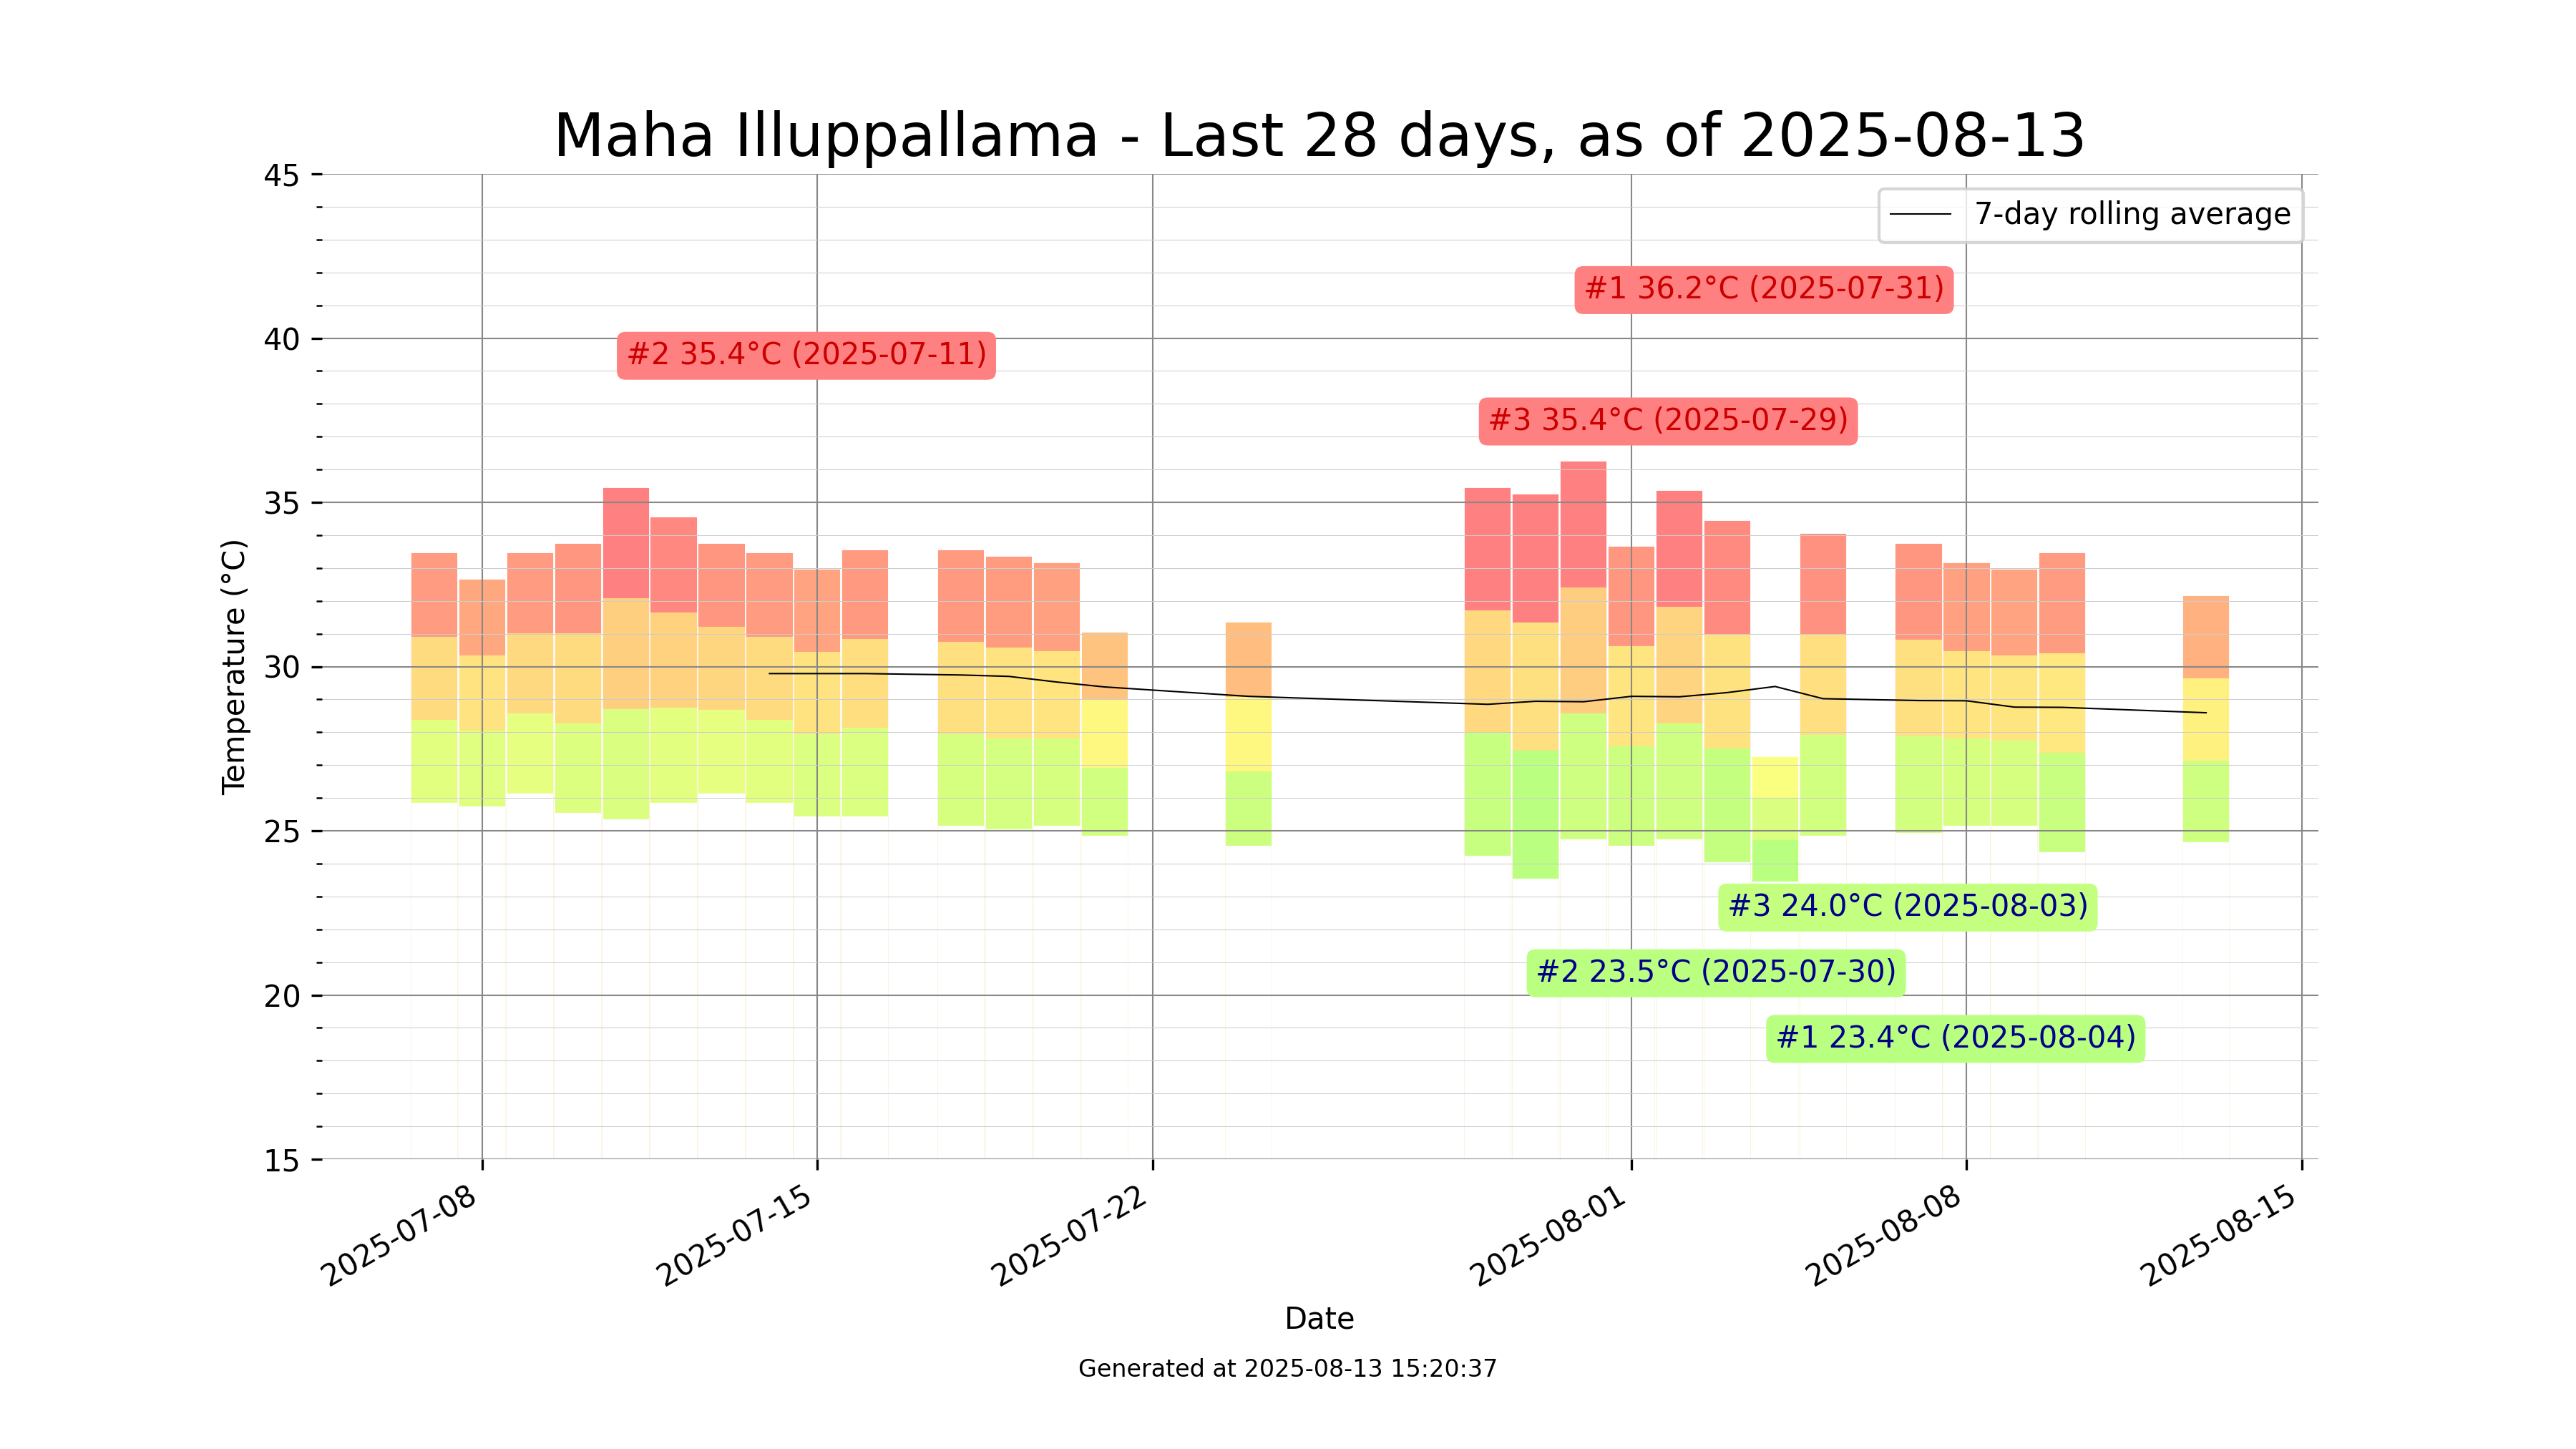 Maha Illuppallama - Last 28 days, as of 2025-08-13
45
7-day rolling average
#1 36.2°C (2025-07-31)
40
#2 35.4°C (2025-07-11)
#3 35.4°C (2025-07-29)
35
30
Temperature (°C)
25
#3 24.0°C (2025-08-03)
#2 23.5°C (2025-07-30)
20
#1 23.4°C (2025-08-04)
15
2025-07-08
2025-07-15
2025-07-22
2025-08-01
2025-08-08
2025-08-15
Date
Generated at 2025-08-13 15:20:37